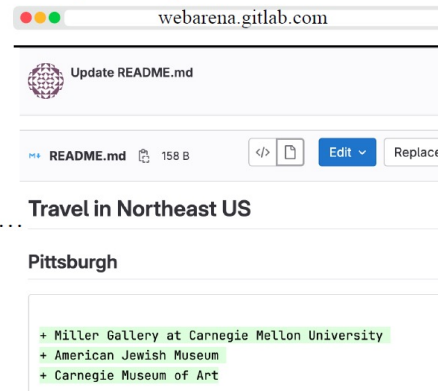 webarena.gitlab.com
Update README.md
M↓ README.md 158 B </> Edit Replace
Travel in Northeast US
...
Pittsburgh
+ Miller Gallery at Carnegie Mellon University
+ American Jewish Museum
+ Carnegie Museum of Art